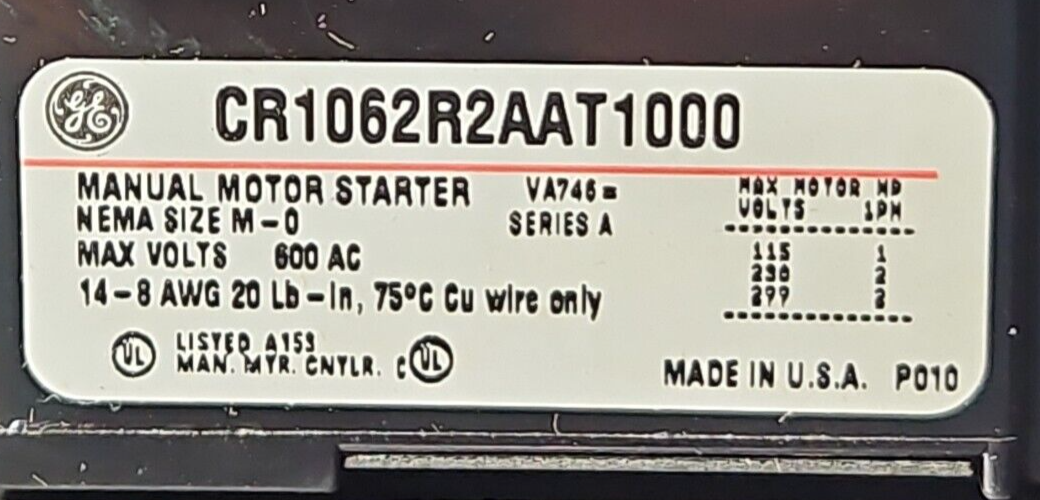 GE
CR1062R2AAT1000
MANUAL MOTOR STARTER VA746=
NEMA SIZE M-0 SERIES A
MAX VOLTS 600 AC
14-8 AWG 20 Lb-In, 75°C Cu wire only
MAX MOTOR HP
VOLTS 1PH
115 1
230 2
277 2
UL LISTED A153
MAN. MTR. CNTLR. C UL
MADE IN U.S.A. P010